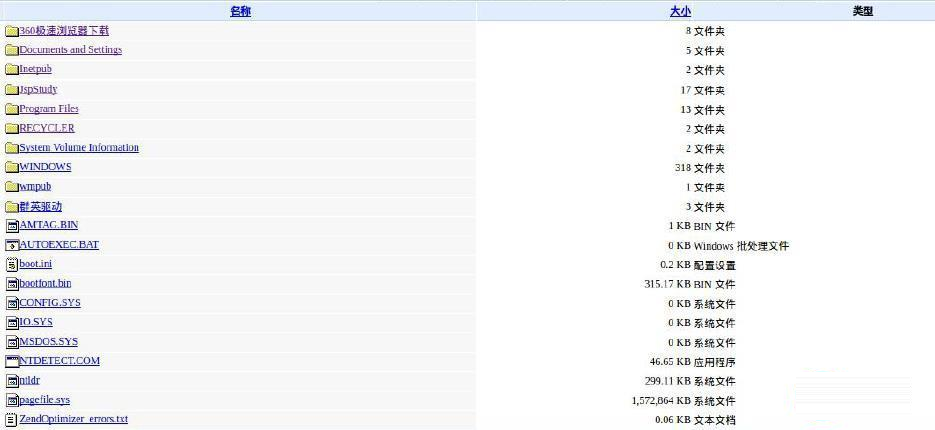 名称 大小 类型
360极速浏览器下载 8 文件夹
Documents and Settings 5 文件夹
Inetpub 2 文件夹
JspStudy 17 文件夹
Program Files 13 文件夹
RECYCLER 2 文件夹
System Volume Information 2 文件夹
WINDOWS 318 文件夹
wmpub 1 文件夹
群英驱动 3 文件夹
AMTAG.BIN 1 KB BIN 文件
AUTOEXEC.BAT 0 KB Windows 批处理文件
boot.ini 0.2 KB 配置设置
bootfont.bin 315.17 KB BIN 文件
CONFIG.SYS 0 KB 系统文件
IO.SYS 0 KB 系统文件
MSDOS.SYS 0 KB 系统文件
NTDETECT.COM 46.65 KB 应用程序
ntldr 299.11 KB 系统文件
pagefile.sys 1,572,864 KB 系统文件
ZendOptimizer_errors.txt 0.06 KB 文本文档